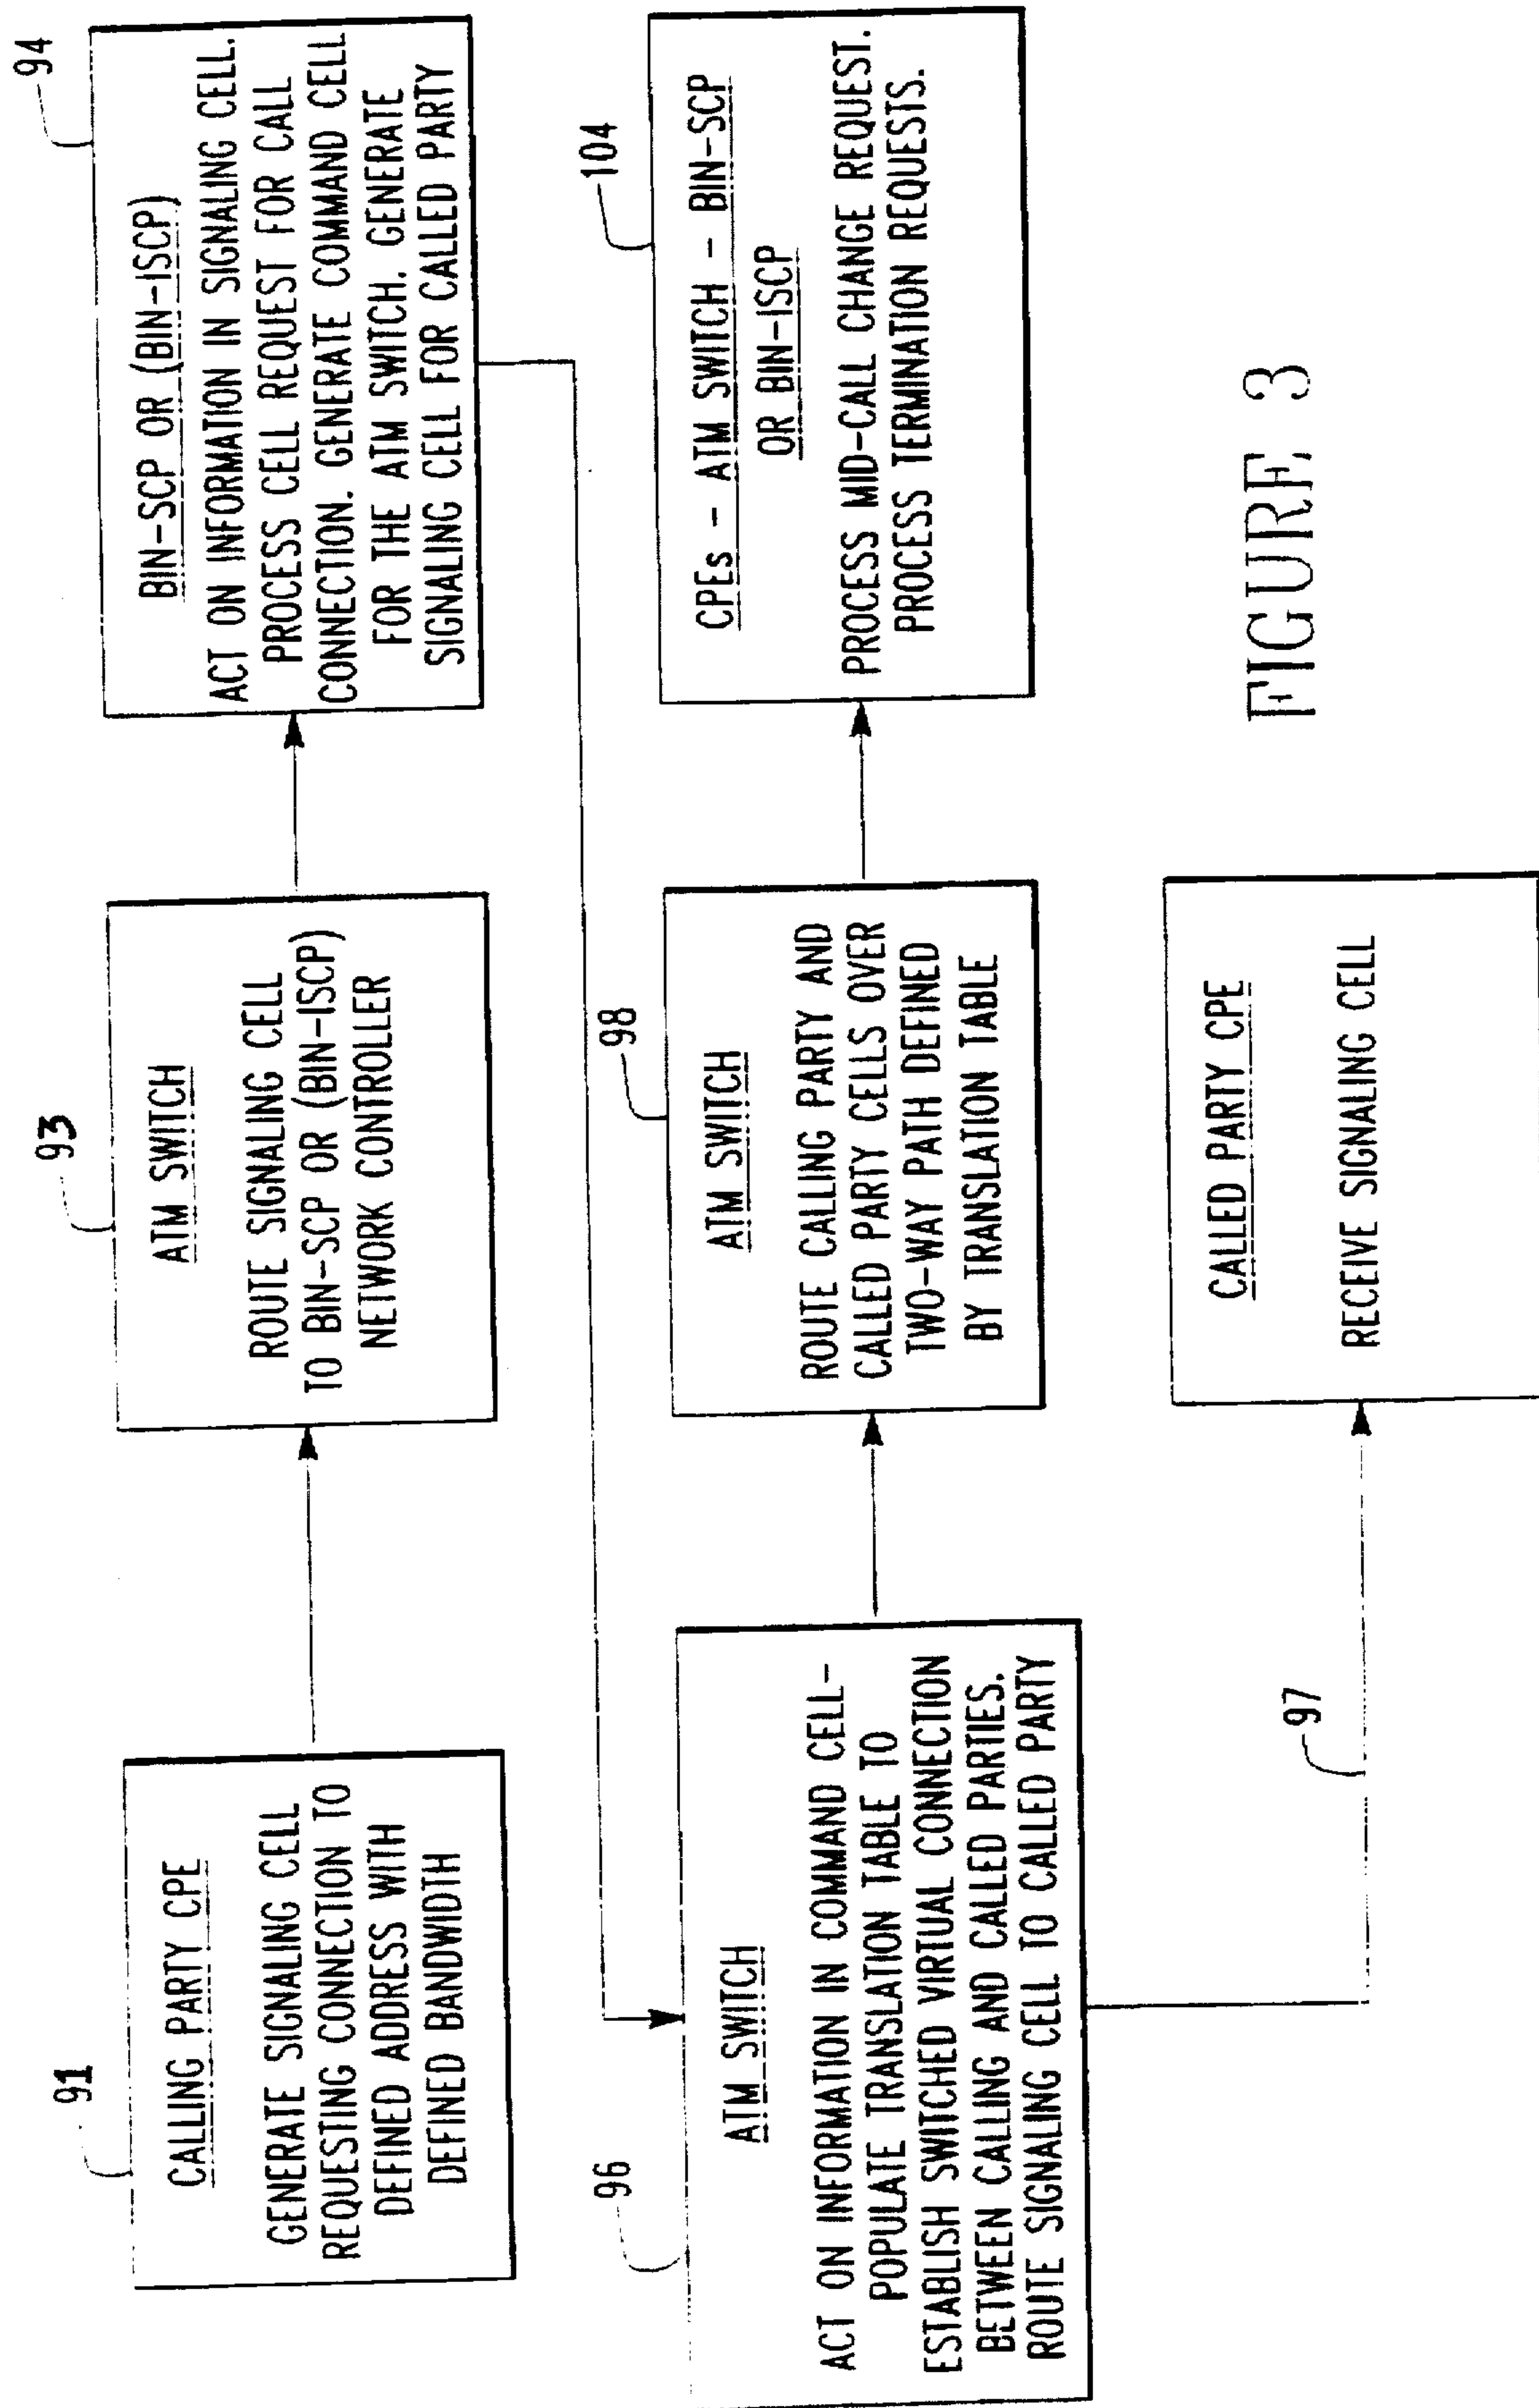 91
CALLING PARTY CPE
GENERATE SIGNALING CELL
REQUESTING CONNECTION TO
DEFINED ADDRESS WITH
DEFINED BANDWIDTH
93
ATM SWITCH
ROUTE SIGNALING CELL
TO BIN-SCP OR (BIN-ISCP)
NETWORK CONTROLLER
94
BIN-SCP OR (BIN-ISCP)
ACT ON INFORMATION IN SIGNALING CELL.
PROCESS CELL REQUEST FOR CALL
CONNECTION. GENERATE COMMAND CELL
FOR THE ATM SWITCH. GENERATE
SIGNALING CELL FOR CALLED PARTY
96
ATM SWITCH
ACT ON INFORMATION IN COMMAND CELL-
POPULATE TRANSLATION TABLE TO
ESTABLISH SWITCHED VIRTUAL CONNECTION
BETWEEN CALLING AND CALLED PARTIES.
ROUTE SIGNALING CELL TO CALLED PARTY
98
ATM SWITCH
ROUTE CALLING PARTY AND
CALLED PARTY CELLS OVER
TWO-WAY PATH DEFINED
BY TRANSLATION TABLE
104
CPEs - ATM SWITCH - BIN-SCP
OR BIN-ISCP
PROCESS MID-CALL CHANGE REQUEST.
PROCESS TERMINATION REQUESTS.
97
CALLED PARTY CPE
RECEIVE SIGNALING CELL
FIGURE 3